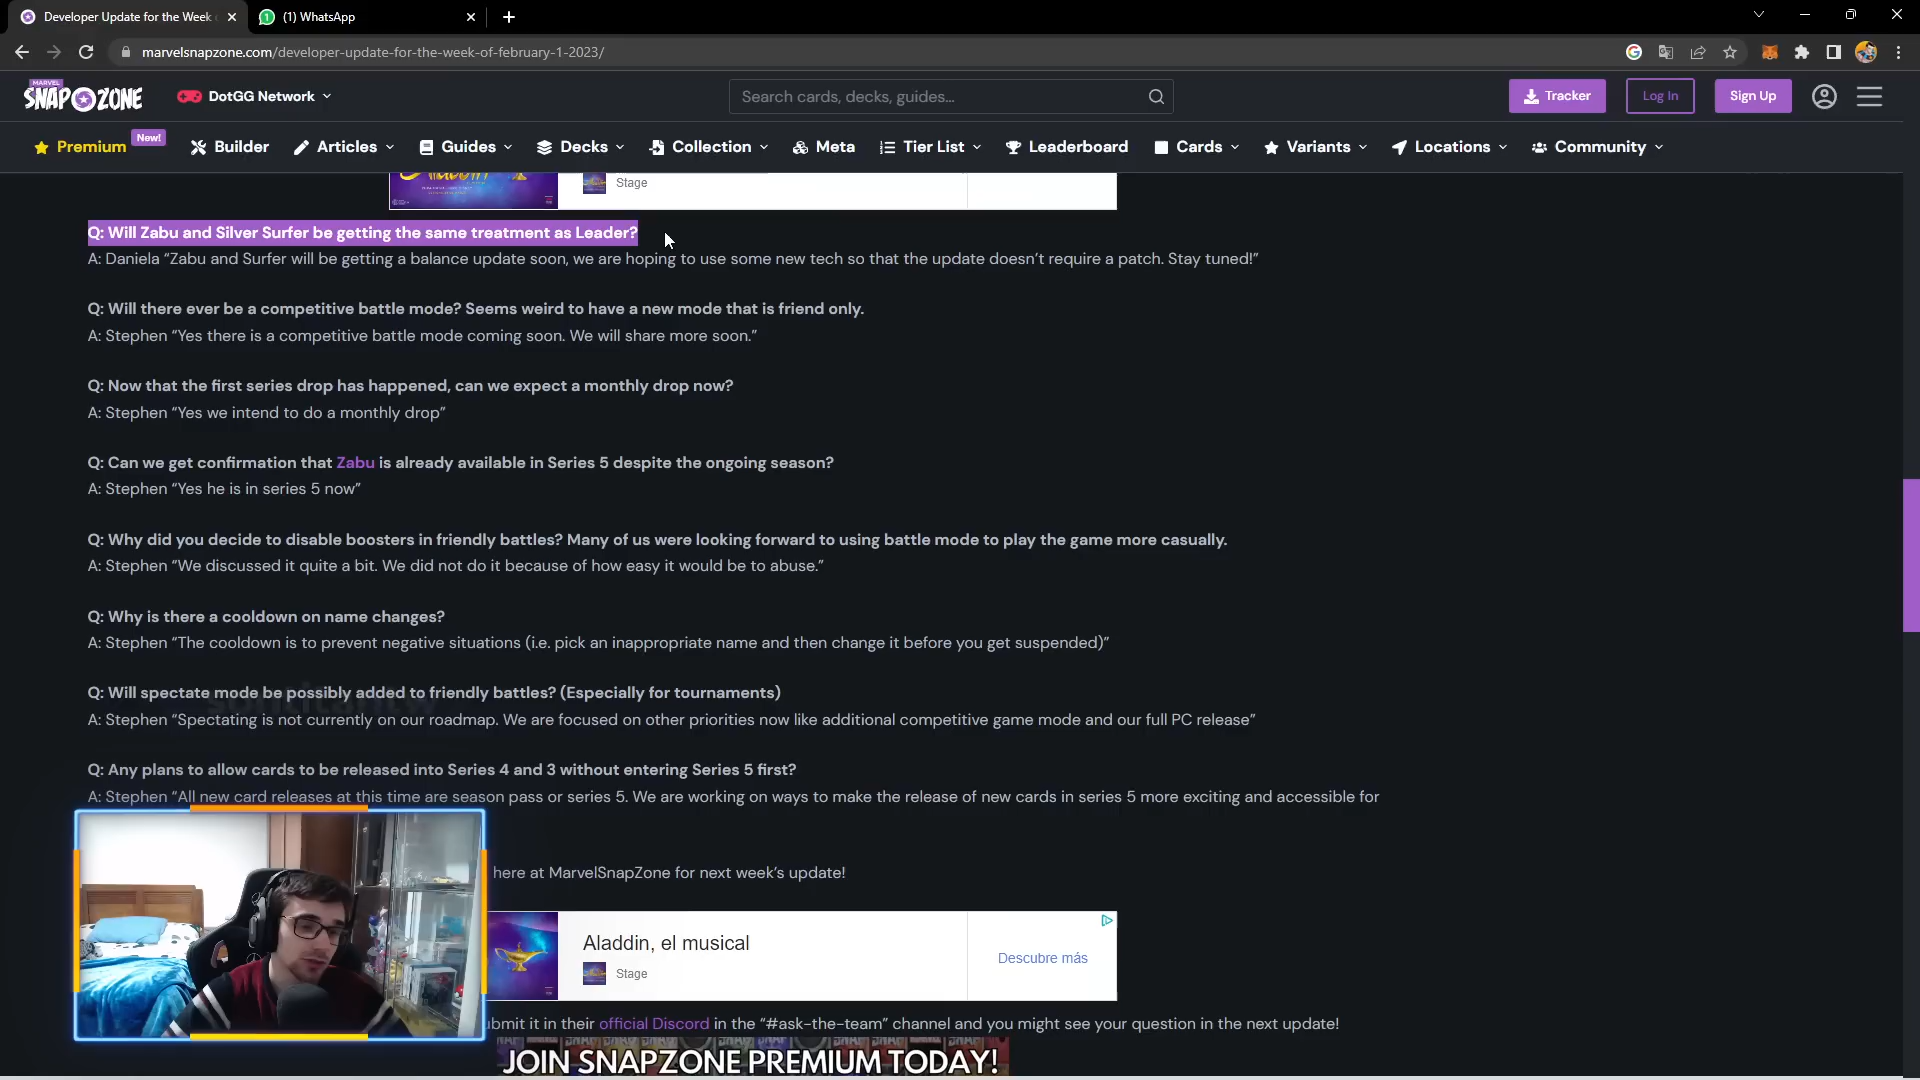 Developer Update for the Week
(1) WhatsApp
marvelsnapzone.com/developer-update-for-the-week-of-february-1-2023/
MARVEL
SNAP ZONE
DotGG Network
Search cards, decks, guides...
Tracker
Log In
Sign Up
Premium
New!
Builder
Articles
Guides
Decks
Collection
Meta
Tier List
Leaderboard
Cards
Variants
Locations
Community
Stage
Q: Will Zabu and Silver Surfer be getting the same treatment as Leader?
A: Daniela “Zabu and Surfer will be getting a balance update soon, we are hoping to use some new tech so that the update doesn’t require a patch. Stay tuned!”
Q: Will there ever be a competitive battle mode? Seems weird to have a new mode that is friend only.
A: Stephen “Yes there is a competitive battle mode coming soon. We will share more soon.”
Q: Now that the first series drop has happened, can we expect a monthly drop now?
A: Stephen “Yes we intend to do a monthly drop”
Q: Can we get confirmation that Zabu is already available in Series 5 despite the ongoing season?
A: Stephen “Yes he is in series 5 now”
Q: Why did you decide to disable boosters in friendly battles? Many of us were looking forward to using battle mode to play the game more casually.
A: Stephen “We discussed it quite a bit. We did not do it because of how easy it would be to abuse.”
Q: Why is there a cooldown on name changes?
A: Stephen “The cooldown is to prevent negative situations (i.e. pick an inappropriate name and then change it before you get suspended)”
Q: Will spectate mode be possibly added to friendly battles? (Especially for tournaments)
A: Stephen “Spectating is not currently on our roadmap. We are focused on other priorities now like additional competitive game mode and our full PC release”
Q: Any plans to allow cards to be released into Series 4 and 3 without entering Series 5 first?
A: Stephen “All new card releases at this time are season pass or series 5. We are working on ways to make the release of new cards in series 5 more exciting and accessible for
here at MarvelSnapZone for next week’s update!
Aladdin, el musical
Stage
Descubre más
ubmit it in their official Discord in the “#ask-the-team” channel and you might see your question in the next update!
JOIN SNAPZONE PREMIUM TODAY!